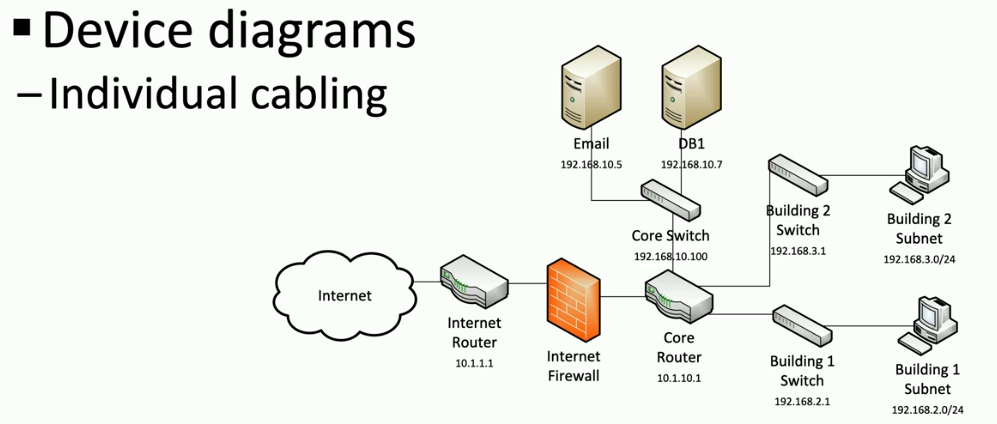 ▪ Device diagrams
– Individual cabling
Email
192.168.10.5
DB1
192.168.10.7
Core Switch
192.168.10.100
Building 2
Switch
192.168.3.1
Building 2
Subnet
192.168.3.0/24
Internet
Internet
Router
10.1.1.1
Internet
Firewall
Core
Router
10.1.10.1
Building 1
Switch
192.168.2.1
Building 1
Subnet
192.168.2.0/24